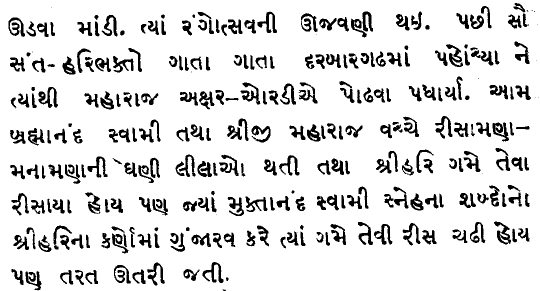 ઊડવા માંડી. ત્યાં રંગોત્સવની ઊજવણી થઇ. પછી સૌ
સંત-હરિભક્તો ગાતા ગાતા દરબારગઢમાં પહોંચ્યા ને
ત્યાંથી મહારાજ અક્ષર-ઓરડીએ પોઢવા પધાર્યા. આમ
બ્રહ્માનંદ સ્વામી તથા શ્રીજી મહારાજ વચ્ચે રીસામણા-
મનામણાની ઘણી લીલાઓ થતી તથા શ્રીહરિ ગમે તેવા
રીસાયા હોય પણ જ્યાં મુક્તાનંદ સ્વામી સ્નેહના શબ્દોનો
શ્રીહરિના કર્ણોમાં ગુંજારવ કરે ત્યાં ગમે તેવી રીસ ચઢી હોય
પણ તરત ઊતરી જતી.